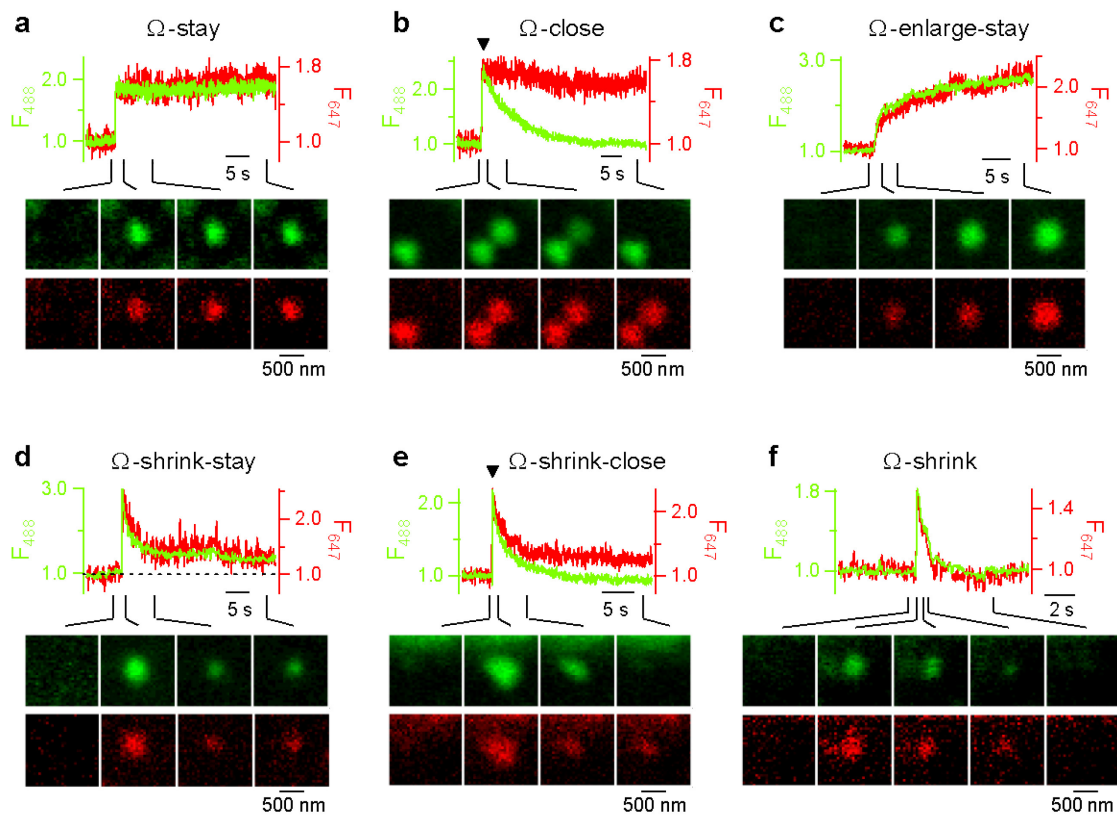 a Ω-stay
F488 2.0 1.0
1.8 1.0 F647
5 s
500 nm
b Ω-close
F488 2.0 1.0
1.8 1.0 F647
5 s
500 nm
c Ω-enlarge-stay
F488 3.0 2.0 1.0
2.0 1.0 F647
5 s
500 nm
d Ω-shrink-stay
F488 3.0 1.0
2.0 1.0 F647
5 s
500 nm
e Ω-shrink-close
F488 2.0 1.0
2.0 1.0 F647
5 s
500 nm
f Ω-shrink
F488 1.8 1.0
1.4 1.0 F647
2 s
500 nm